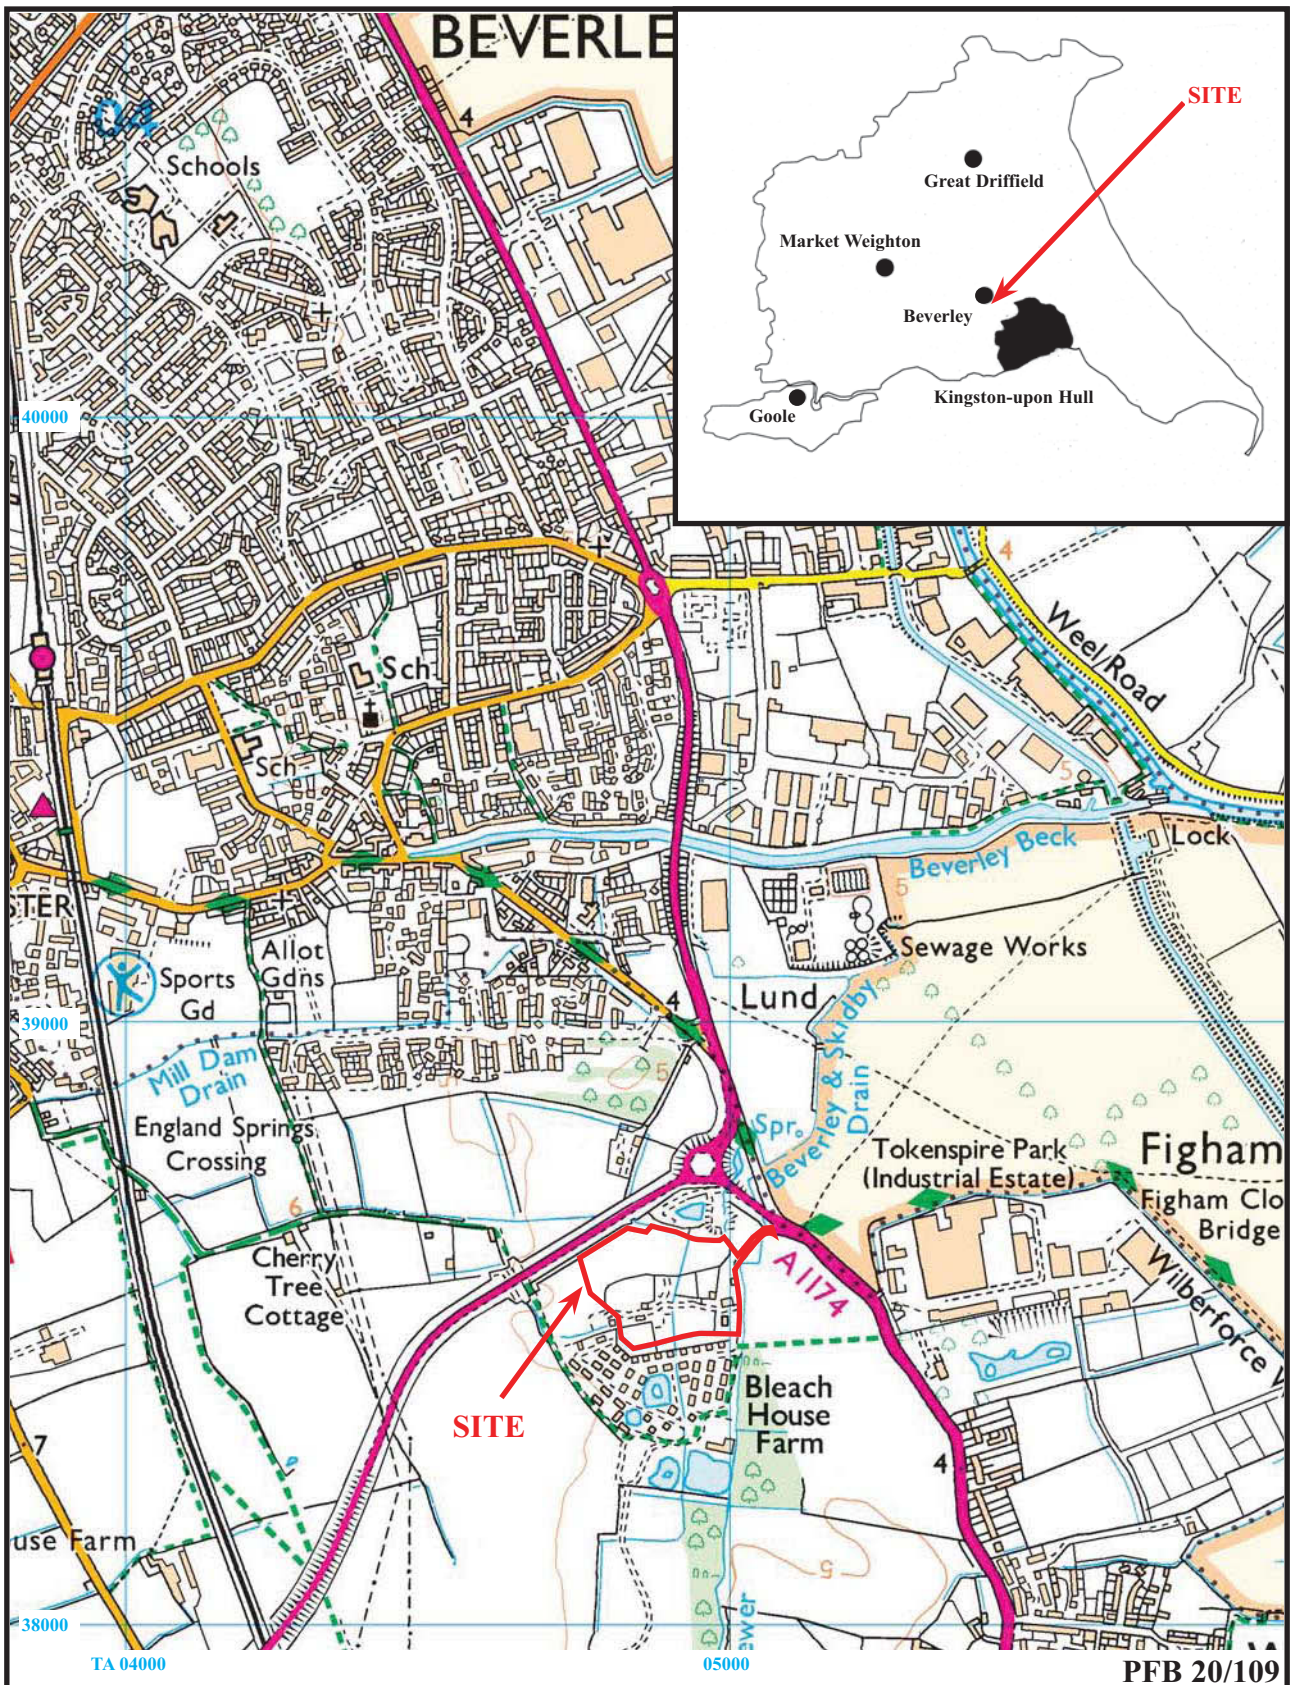 BEVERLE
04
4
Schools
SITE
Great Driffield
Market Weighton
Beverley
Kingston-upon Hull
Goole
40000
4
Weel Road
Sch
Sch
5
Beverley Beck
Lock
5
STER
Allot
Gdns
Sports
Gd
Sewage Works
4
Lund
39000
Mill Dam
Drain
5
Beverley & Skidby
Drain
England Springs
Crossing
Spr.
Tokenspire Park
(Industrial Estate)
Figham
Figham Clo
Bridge
6
Cherry
Tree
Cottage
A1174
Wilberforce W
SITE
Bleach
House
Farm
7
4
use Farm
5
38000
ewer
W
TA 04000
05000
PFB 20/109